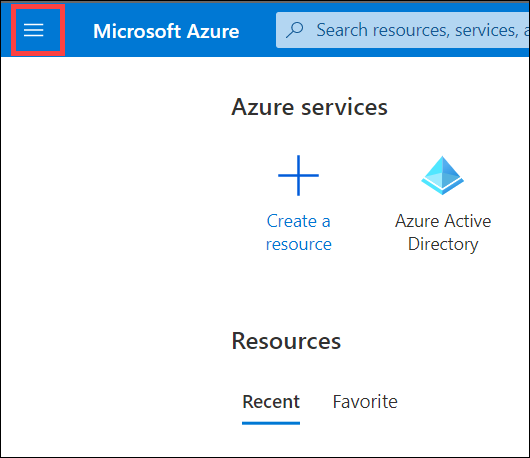 Microsoft Azure
Search resources, services, a
Azure services
Create a
resource
Azure Active
Directory
Resources
Recent
Favorite